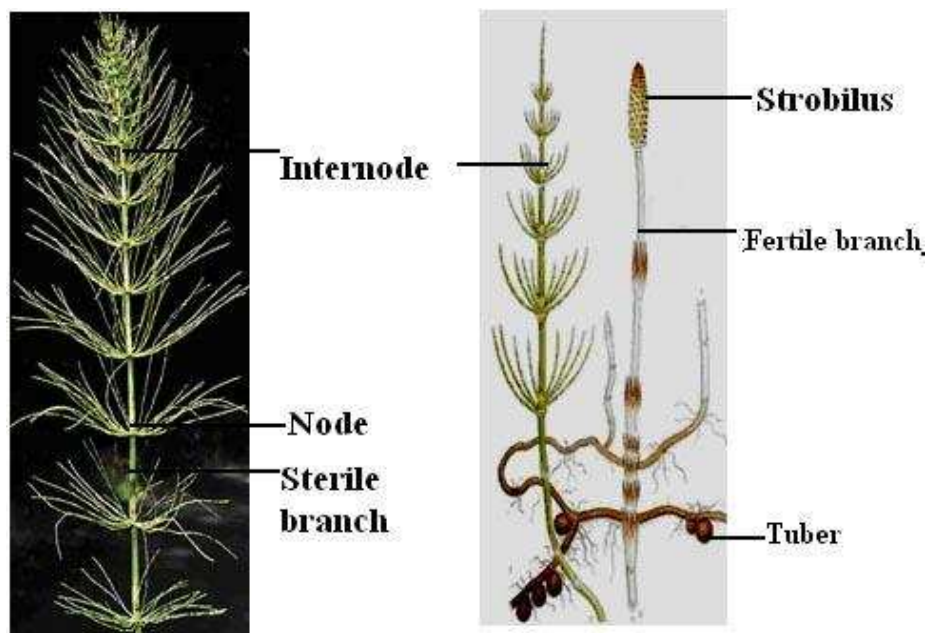 Strobilus
Internode
Fertile branch
Node
Sterile
branch
Tuber